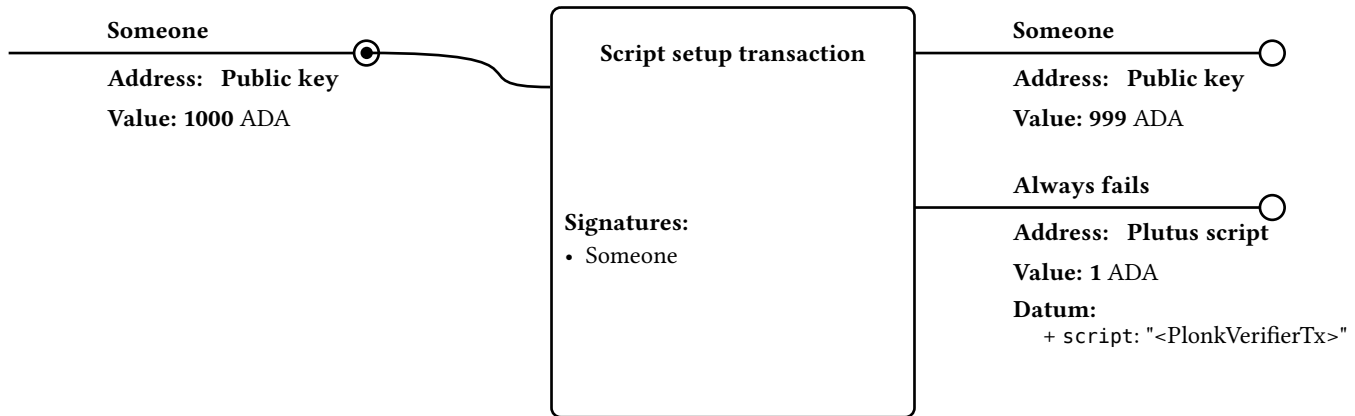 Someone
Address: Public key
Value: 1000 ADA
Script setup transaction
Signatures:
• Someone
Someone
Address: Public key
Value: 999 ADA
Always fails
Address: Plutus script
Value: 1 ADA
Datum:
+ script: "<PlonkVerifierTx>"